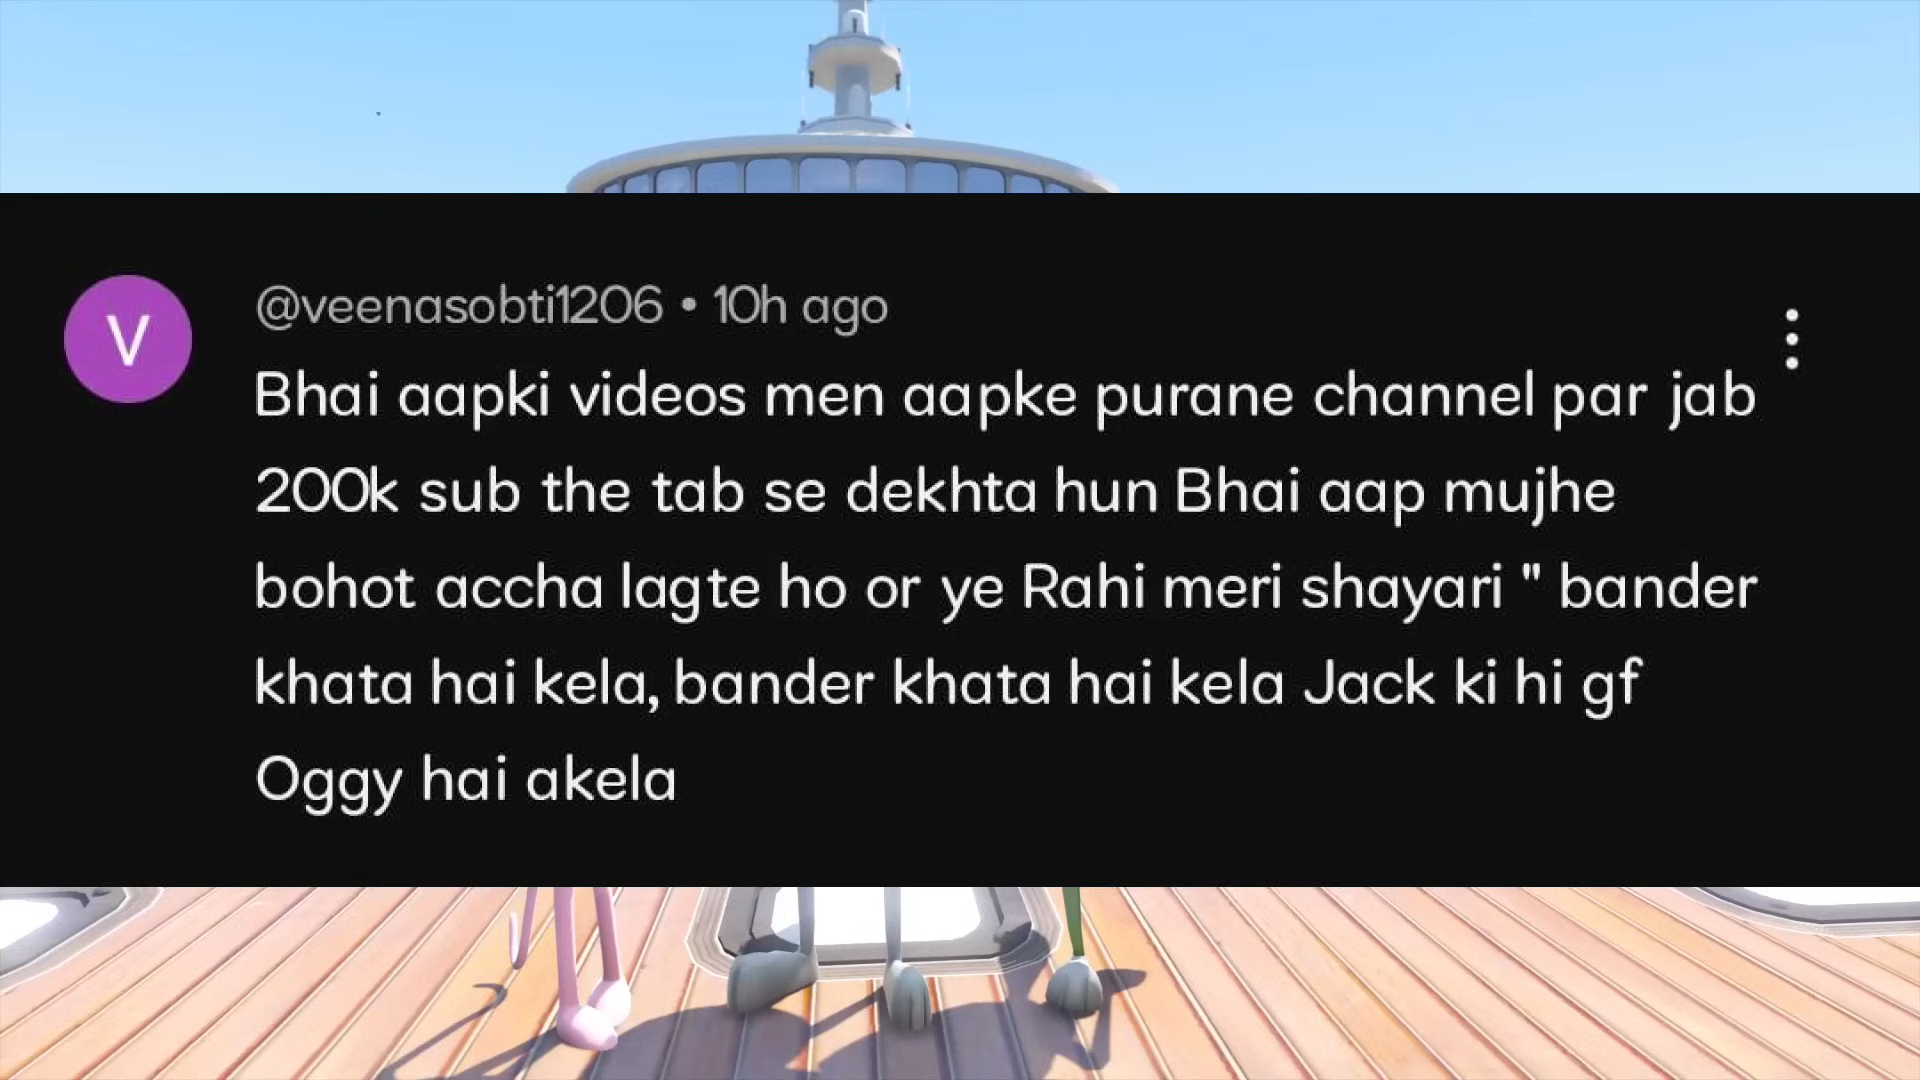 V
@veenasobti1206 • 10h ago
Bhai aapki videos men aapke purane channel par jab
200k sub the tab se dekhta hun Bhai aap mujhe
bohot accha lagte ho or ye Rahi meri shayari " bander
khata hai kela, bander khata hai kela Jack ki hi gf
Oggy hai akela